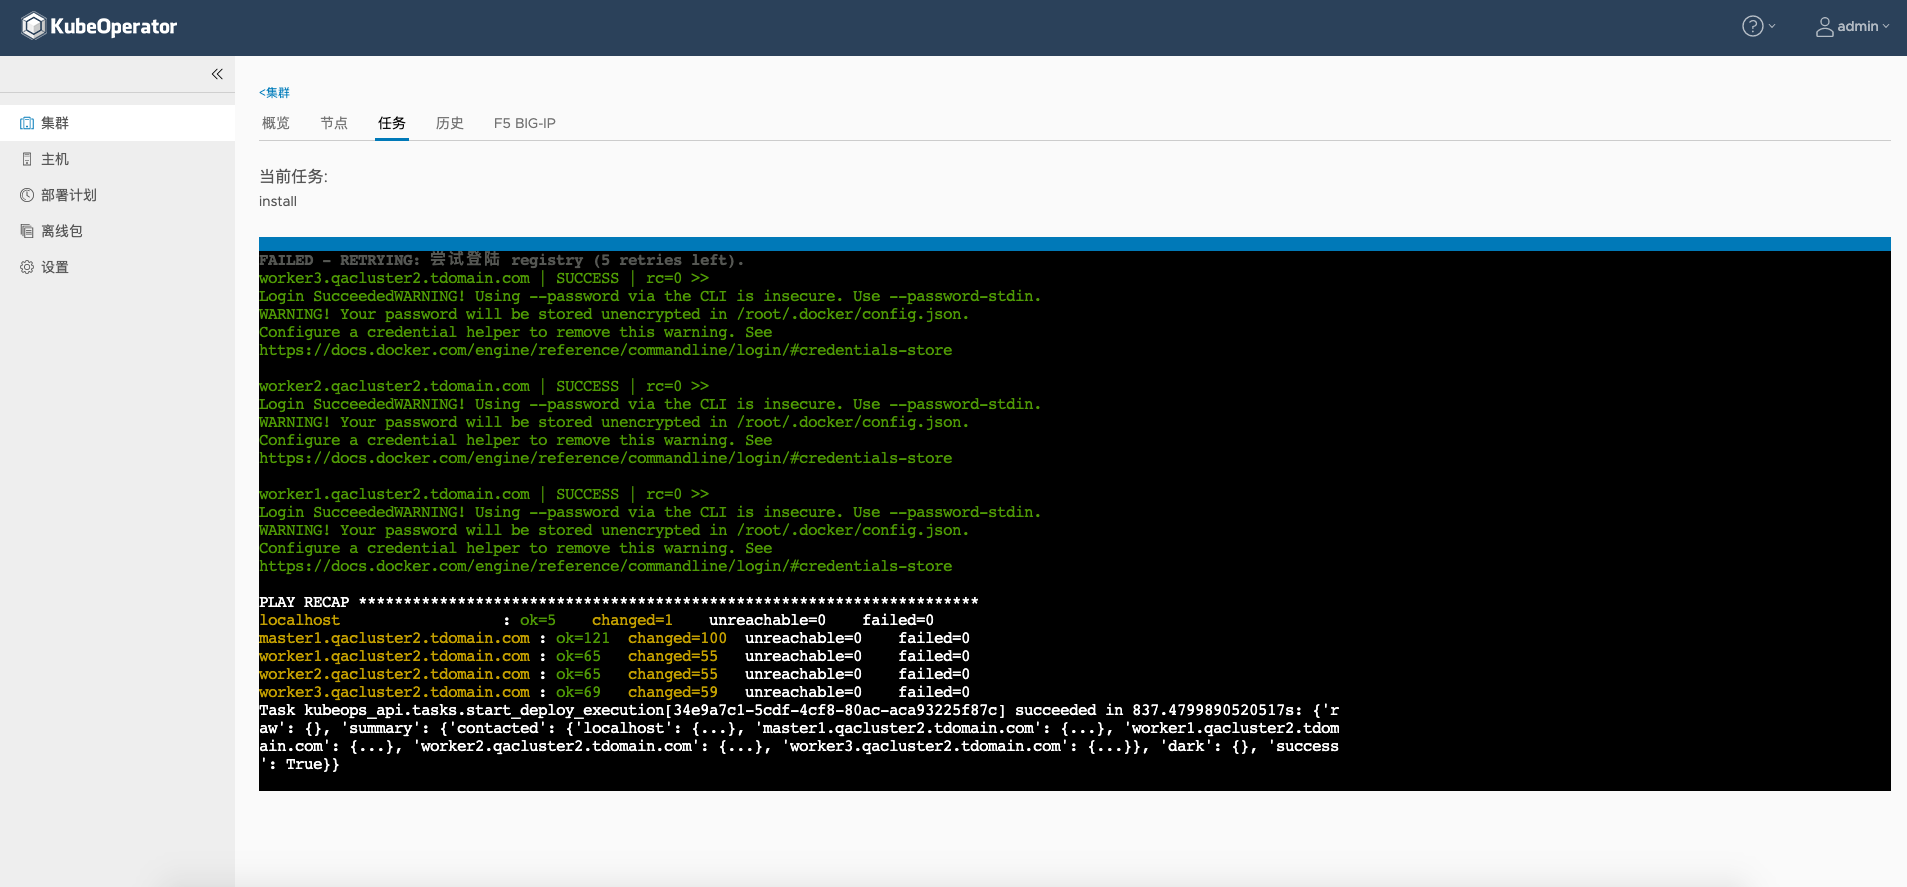 KubeOperator
admin
集群
主机
部署计划
离线包
设置
<集群
概览 节点 任务 历史 F5 BIG-IP
当前任务:
install
FAILED - RETRYING: 尝试登陆 registry (5 retries left).
worker3.qacluster2.tdomain.com | SUCCESS | rc=0 >>
Login SucceededWARNING! Using --password via the CLI is insecure. Use --password-stdin.
WARNING! Your password will be stored unencrypted in /root/.docker/config.json.
Configure a credential helper to remove this warning. See
https://docs.docker.com/engine/reference/commandline/login/#credentials-store
worker2.qacluster2.tdomain.com | SUCCESS | rc=0 >>
Login SucceededWARNING! Using --password via the CLI is insecure. Use --password-stdin.
WARNING! Your password will be stored unencrypted in /root/.docker/config.json.
Configure a credential helper to remove this warning. See
https://docs.docker.com/engine/reference/commandline/login/#credentials-store
worker1.qacluster2.tdomain.com | SUCCESS | rc=0 >>
Login SucceededWARNING! Using --password via the CLI is insecure. Use --password-stdin.
WARNING! Your password will be stored unencrypted in /root/.docker/config.json.
Configure a credential helper to remove this warning. See
https://docs.docker.com/engine/reference/commandline/login/#credentials-store
PLAY RECAP *********************************************************************
localhost : ok=5 changed=1 unreachable=0 failed=0
master1.qacluster2.tdomain.com : ok=121 changed=100 unreachable=0 failed=0
worker1.qacluster2.tdomain.com : ok=65 changed=55 unreachable=0 failed=0
worker2.qacluster2.tdomain.com : ok=65 changed=55 unreachable=0 failed=0
worker3.qacluster2.tdomain.com : ok=69 changed=59 unreachable=0 failed=0
Task kubeops_api.tasks.start_deploy_execution[34e9a7c1-5cdf-4cf8-80ac-aca93225f87c] succeeded in 837.4799890520517s: {'r
aw': {}, 'summary': {'contacted': {'localhost': {...}, 'master1.qacluster2.tdomain.com': {...}, 'worker1.qacluster2.tdom
ain.com': {...}, 'worker2.qacluster2.tdomain.com': {...}, 'worker3.qacluster2.tdomain.com': {...}}, 'dark': {}, 'success
': True}}